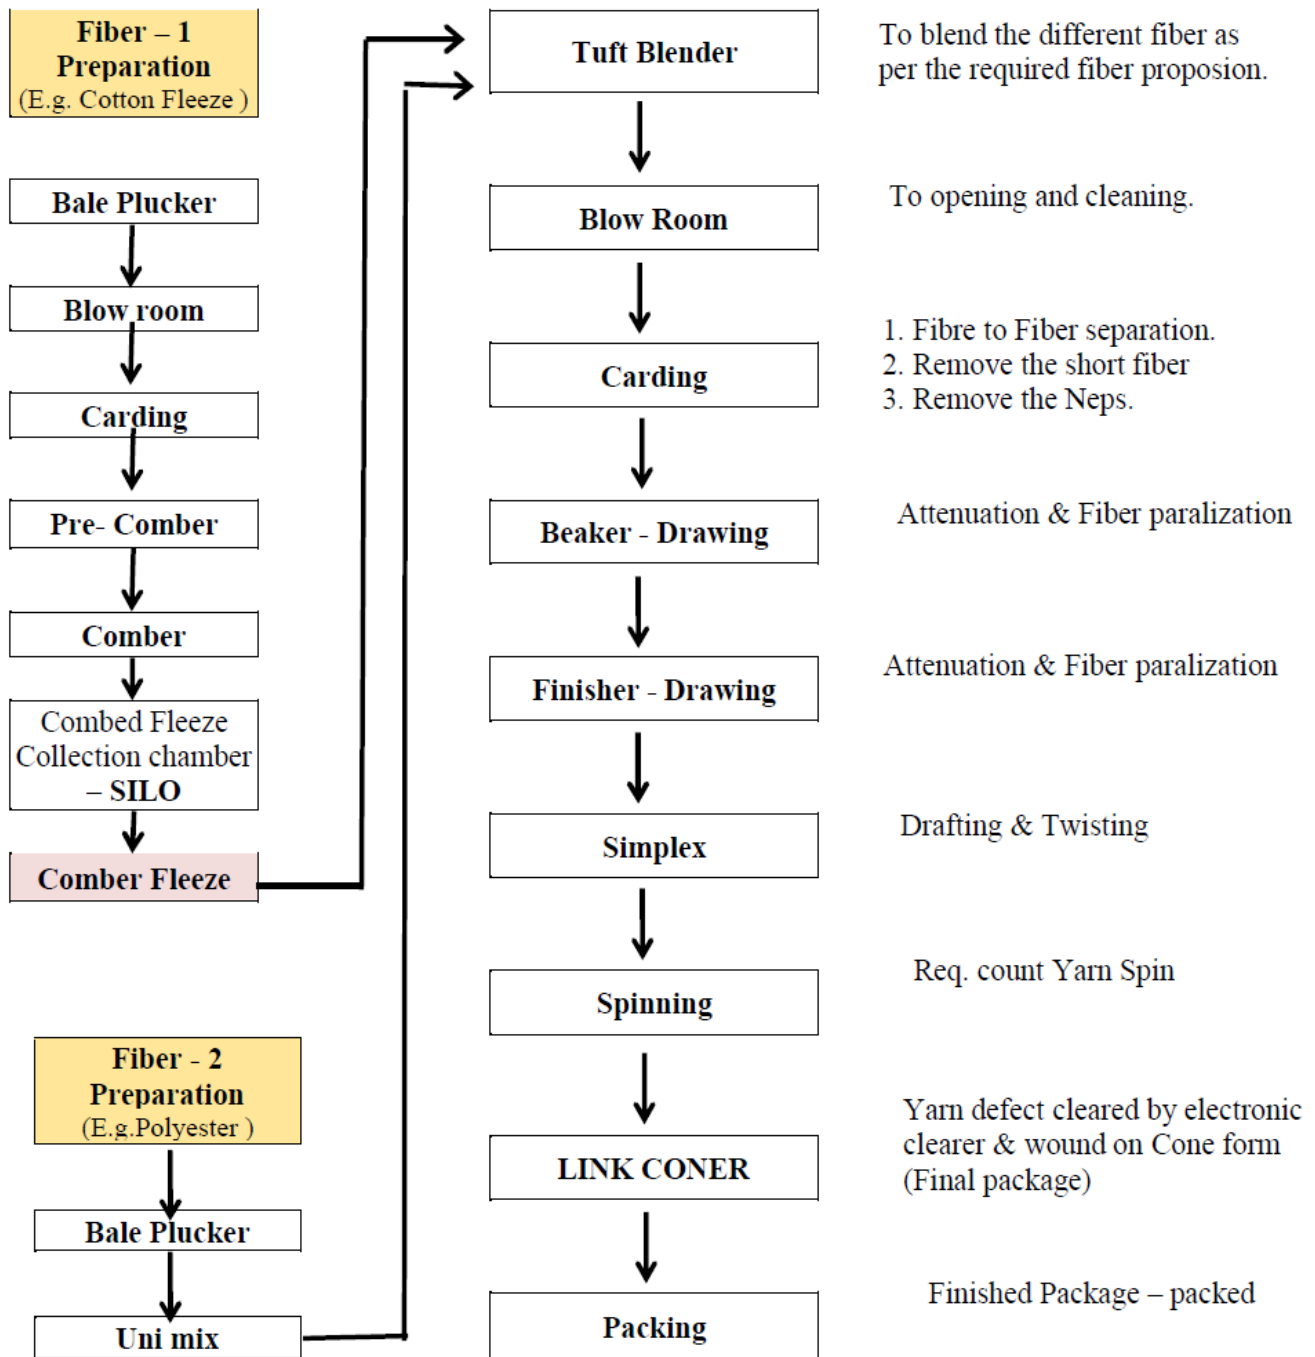 Fiber – 1
Preparation
(E.g. Cotton Fleeze )
Bale Plucker
Blow room
Carding
Pre- Comber
Comber
Combed Fleeze
Collection chamber
– SILO
Comber Fleeze
Fiber - 2
Preparation
(E.g.Polyester )
Bale Plucker
Uni mix
Tuft Blender
To blend the different fiber as
per the required fiber proposion.
Blow Room
To opening and cleaning.
Carding
1. Fibre to Fiber separation.
2. Remove the short fiber
3. Remove the Neps.
Beaker - Drawing
Attenuation & Fiber paralization
Finisher - Drawing
Attenuation & Fiber paralization
Simplex
Drafting & Twisting
Spinning
Req. count Yarn Spin
LINK CONER
Yarn defect cleared by electronic
clearer & wound on Cone form
(Final package)
Packing
Finished Package – packed